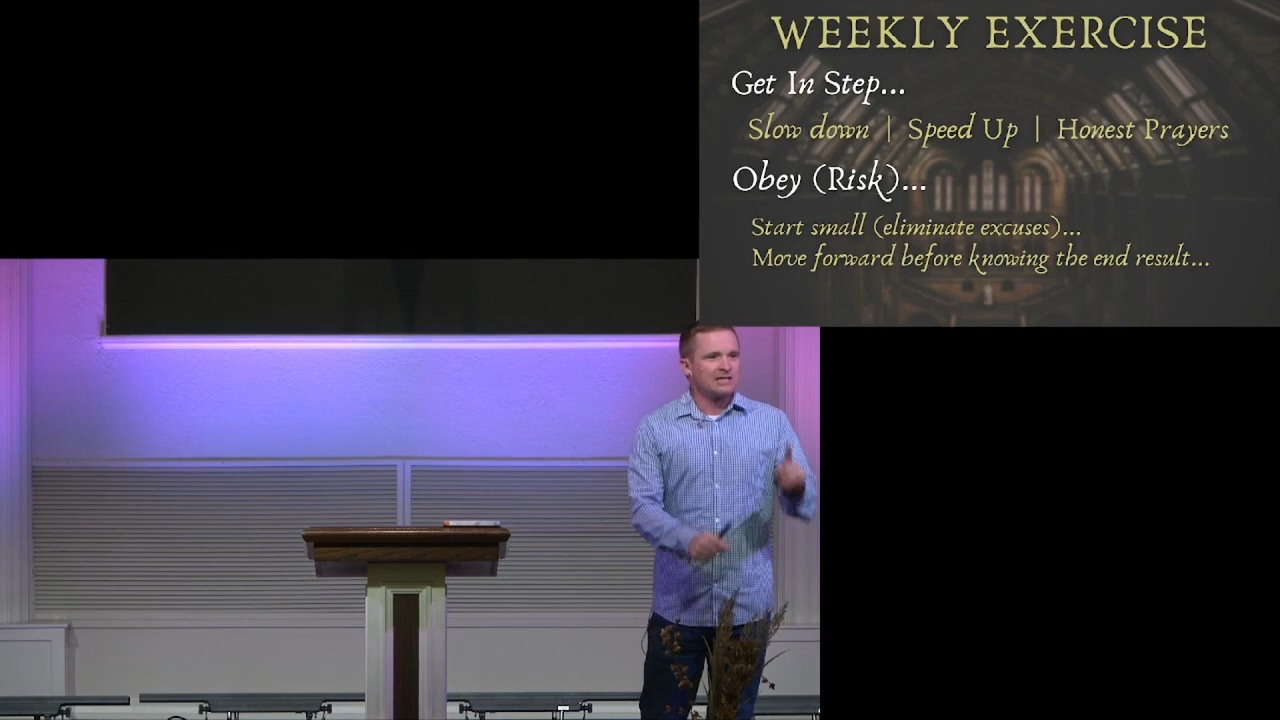 WEEKLY EXERCISE
Get In Step...
Slow down | Speed Up | Honest Prayers
Obey (Risk)...
Start small (eliminate excuses)...
Move forward before knowing the end result...